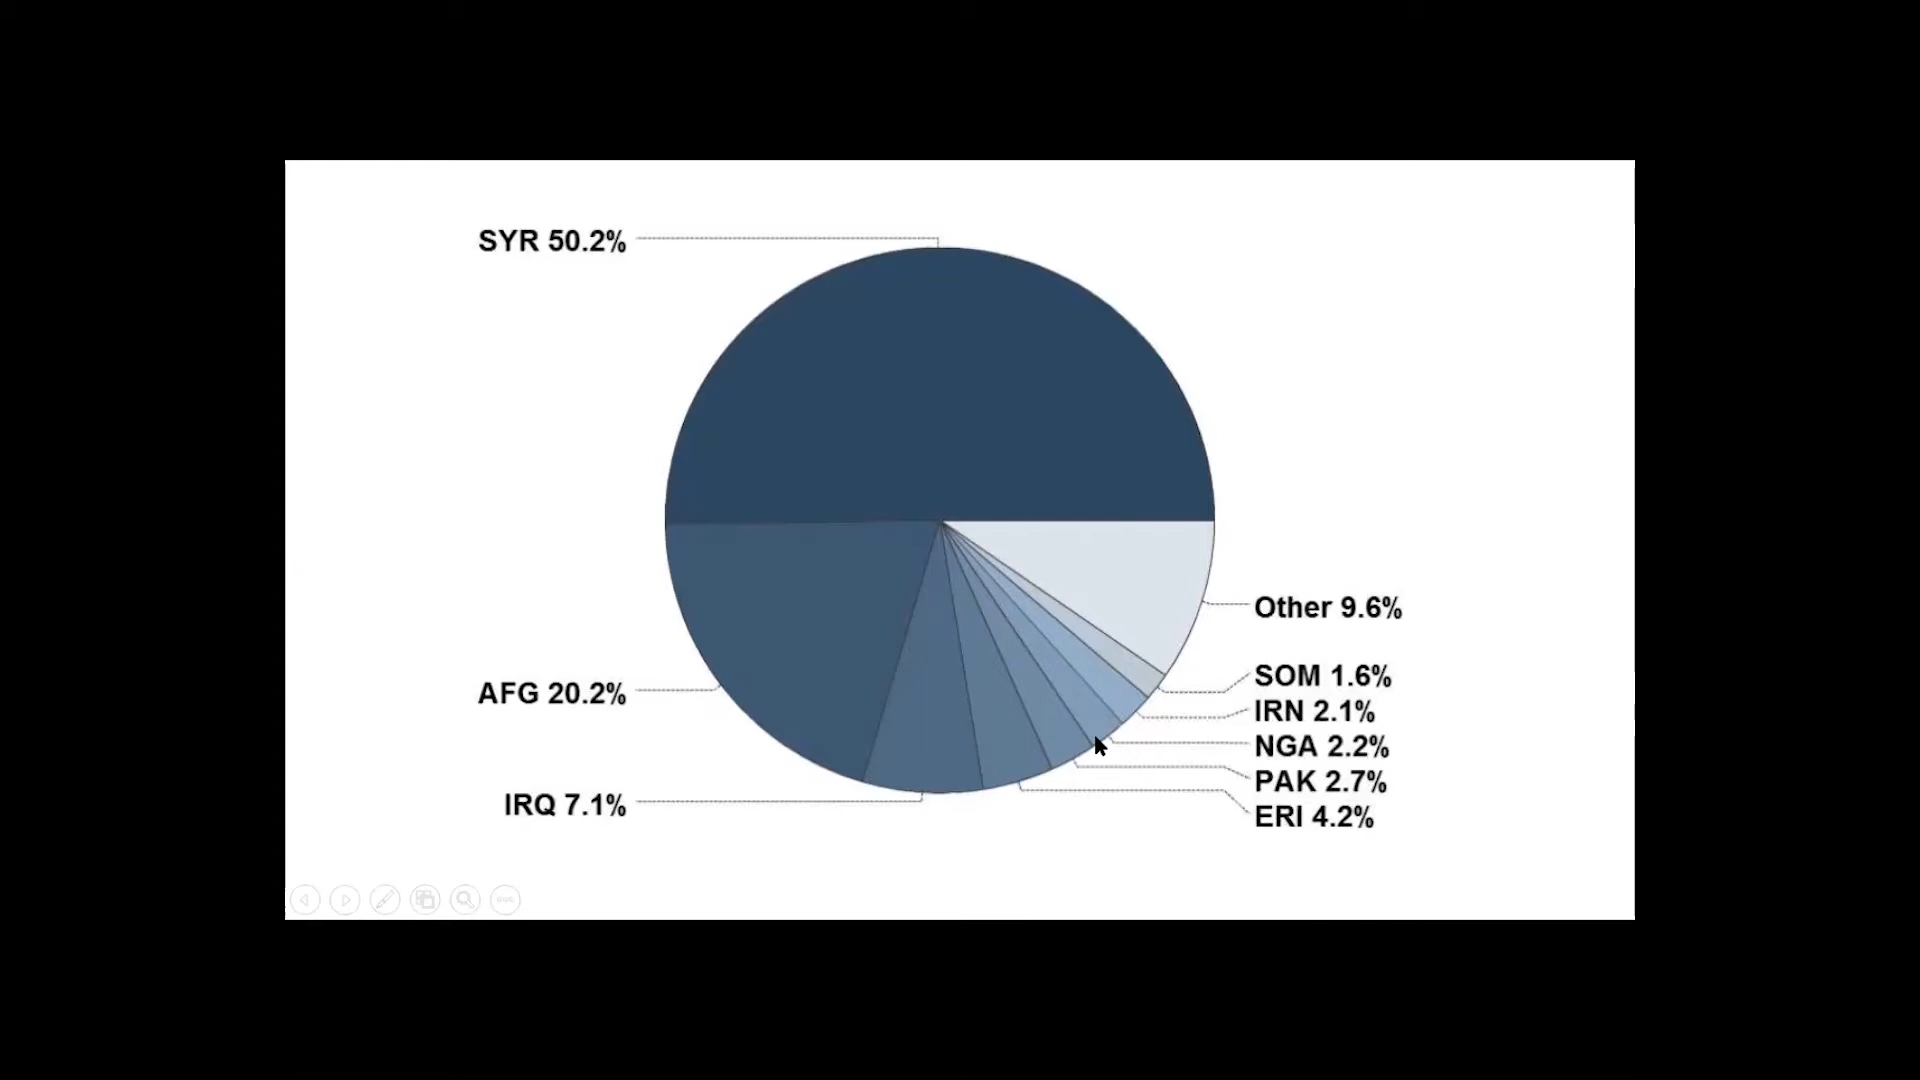 SYR 50.2%
Other 9.6%
SOM 1.6%
AFG 20.2%
IRN 2.1%
NGA 2.2%
PAK 2.7%
IRQ 7.1%
ERI 4.2%